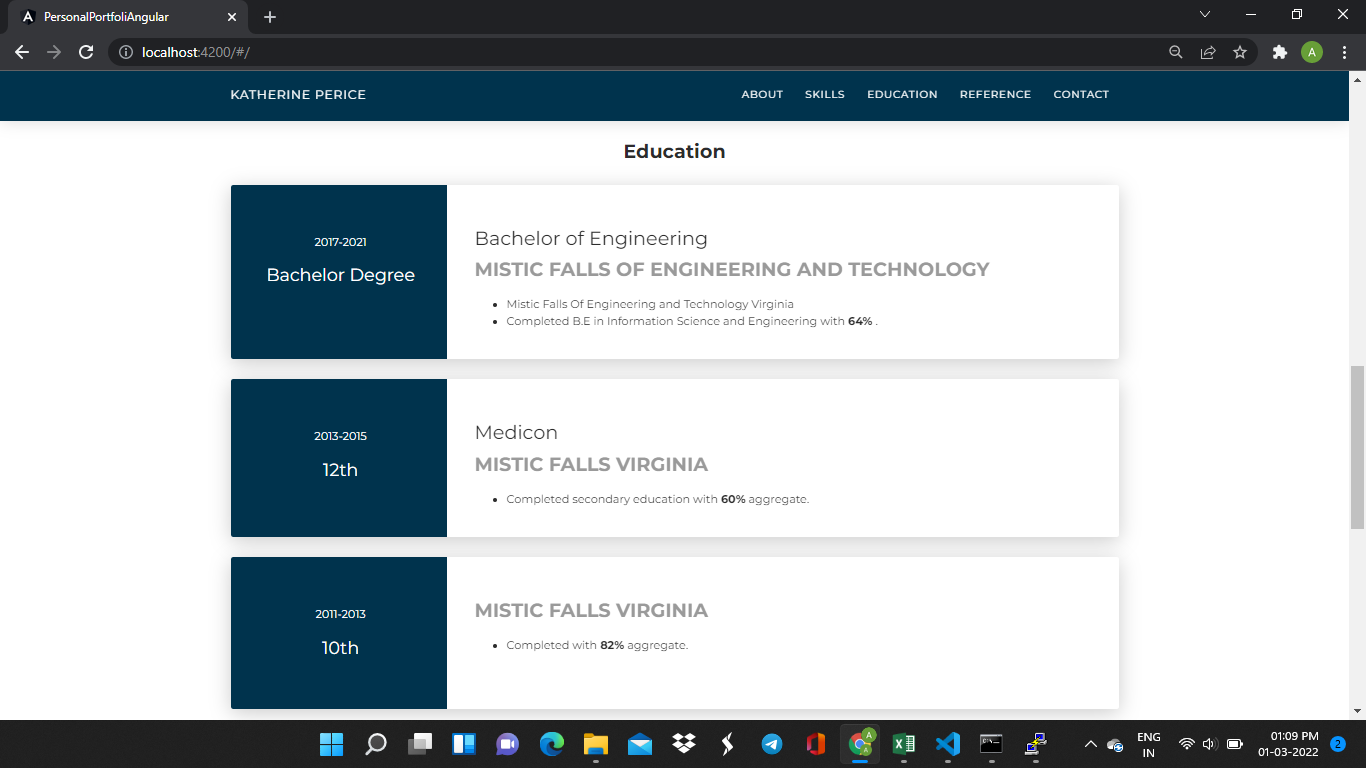 PersonalPortfoliAngular
localhost:4200/#/
A
KATHERINE PERICE
ABOUT SKILLS EDUCATION REFERENCE CONTACT
Education
2017-2021
Bachelor Degree
Bachelor of Engineering
MISTIC FALLS OF ENGINEERING AND TECHNOLOGY
Mistic Falls Of Engineering and Technology Virginia
Completed B.E in Information Science and Engineering with 64% .
2013-2015
12th
Medicon
MISTIC FALLS VIRGINIA
Completed secondary education with 60% aggregate.
2011-2013
10th
MISTIC FALLS VIRGINIA
Completed with 82% aggregate.
ENG
IN
01:09 PM
01-03-2022
2